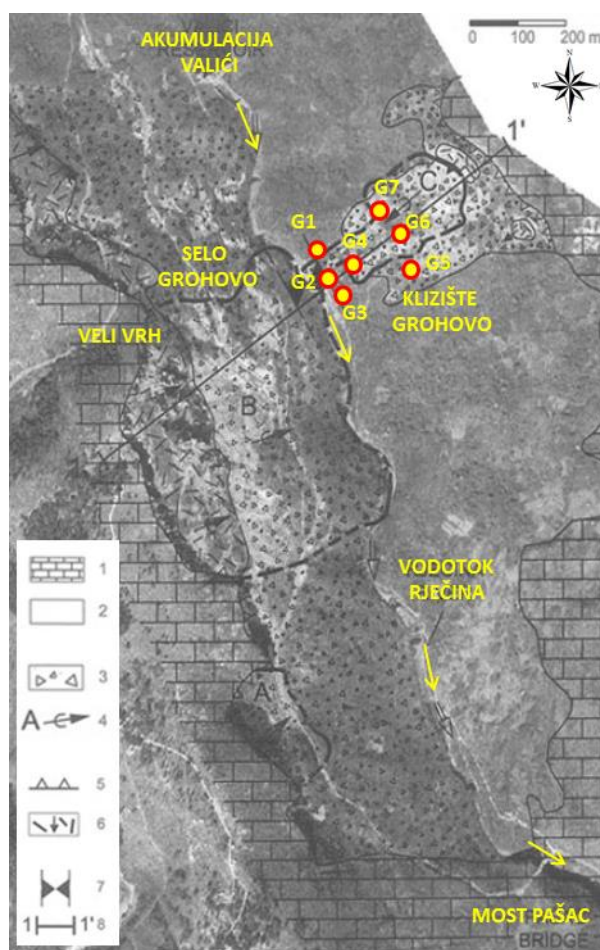 AKUMULACIJA
VALIĆI
0 100 200 m
N
W E
S
1'
C
G7
G6
G1
G4
G5
G2
G3
SELO
GROHOVO
KLIZIŠTE
GROHOVO
VELI VRH
B
VODOTOK
RJEČINA
A
1
2
3
A 4
5
6
7
1 1' 8
MOST PAŠAC
BRIDGE